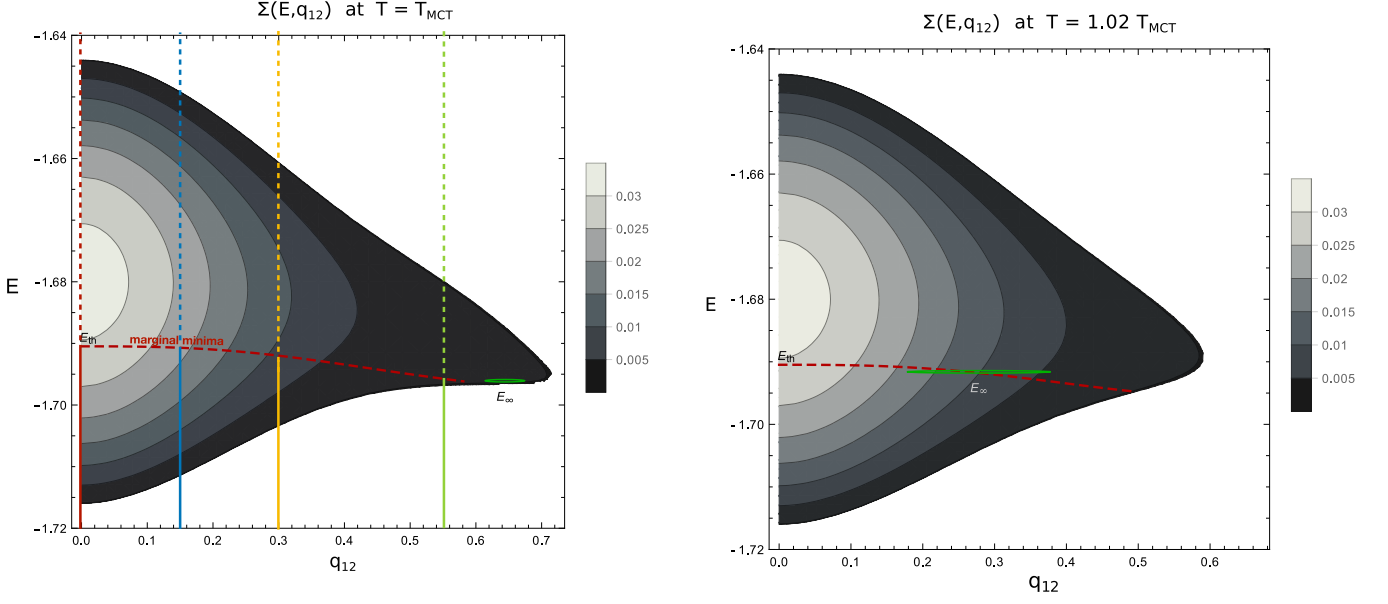 Σ(E,q12) at T = TMCT
−1.64
−1.66
−1.68
−1.70
−1.72
E
0.0 0.1 0.2 0.3 0.4 0.5 0.6 0.7
q12
Eth
marginal minima
E∞
0.03
0.025
0.02
0.015
0.01
0.005
Σ(E,q12) at T = 1.02 TMCT
−1.64
−1.66
−1.68
−1.70
−1.72
E
0.0 0.1 0.2 0.3 0.4 0.5 0.6
q12
Eth
E∞
0.03
0.025
0.02
0.015
0.01
0.005